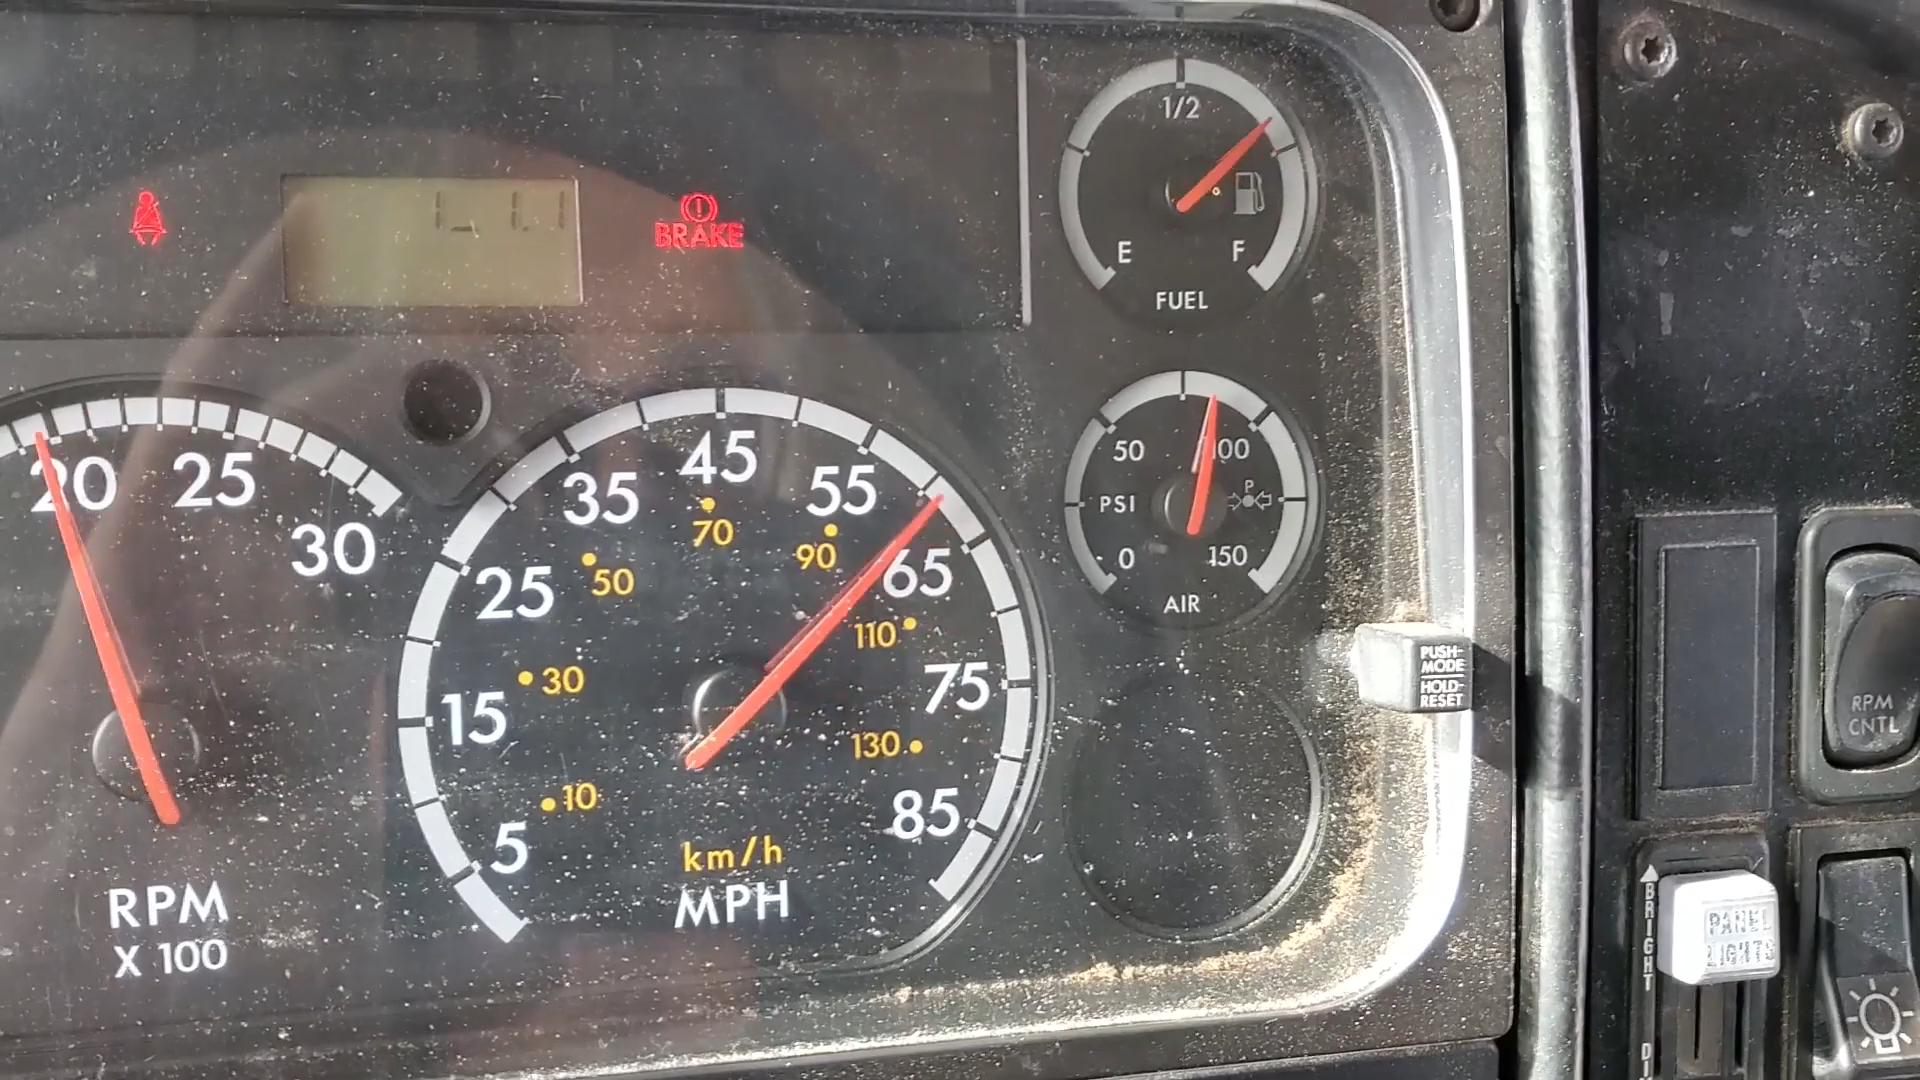 1/2
E
F
FUEL
BRAKE
20
25
30
RPM
X 100
5
15
25
35
45
55
65
75
85
10
30
50
70
90
110
130
km/h
MPH
50
100
PSI
P
0
150
AIR
PUSH-
MODE
HOLD-
RESET
RPM
CNTL
BRIGHT
PANEL
LIGHTS